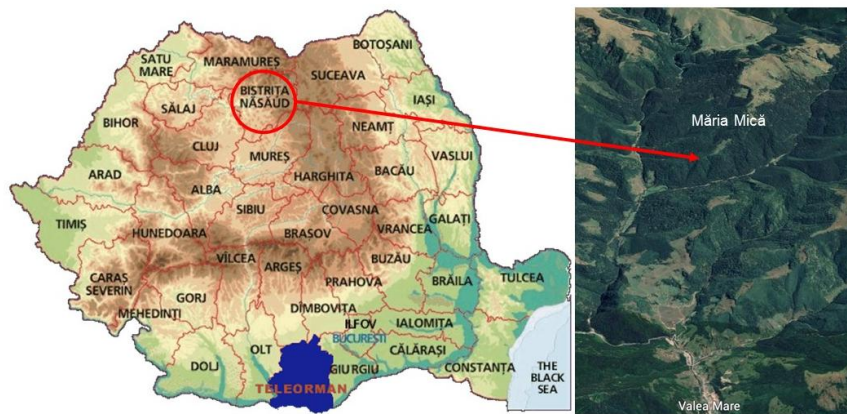 BOTOȘANI
SATU
MARE
MARAMUREȘ
SUCEAVA
BISTRIȚA
NĂSĂUD
SĂLAJ
IAȘI
BIHOR
NEAMȚ
CLUJ
MUREȘ
VASLUI
HARGHITA
BACĂU
ARAD
ALBA
SIBIU
COVASNA
TIMIȘ
HUNEDOARA
BRAȘOV
VRANCEA
GALAȚI
VÎLCEA
ARGEȘ
BUZĂU
CARAȘ
SEVERIN
GORJ
PRAHOVA
BRĂILA
TULCEA
MEHEDINȚI
DÎMBOVIȚA
ILFOV
IALOMIȚA
BUCUREȘTI
OLT
DOLJ
CĂLĂRAȘI
GIURGIU
CONSTANȚA
TELEORMAN
THE
BLACK
SEA
Măria Mică
Valea Mare